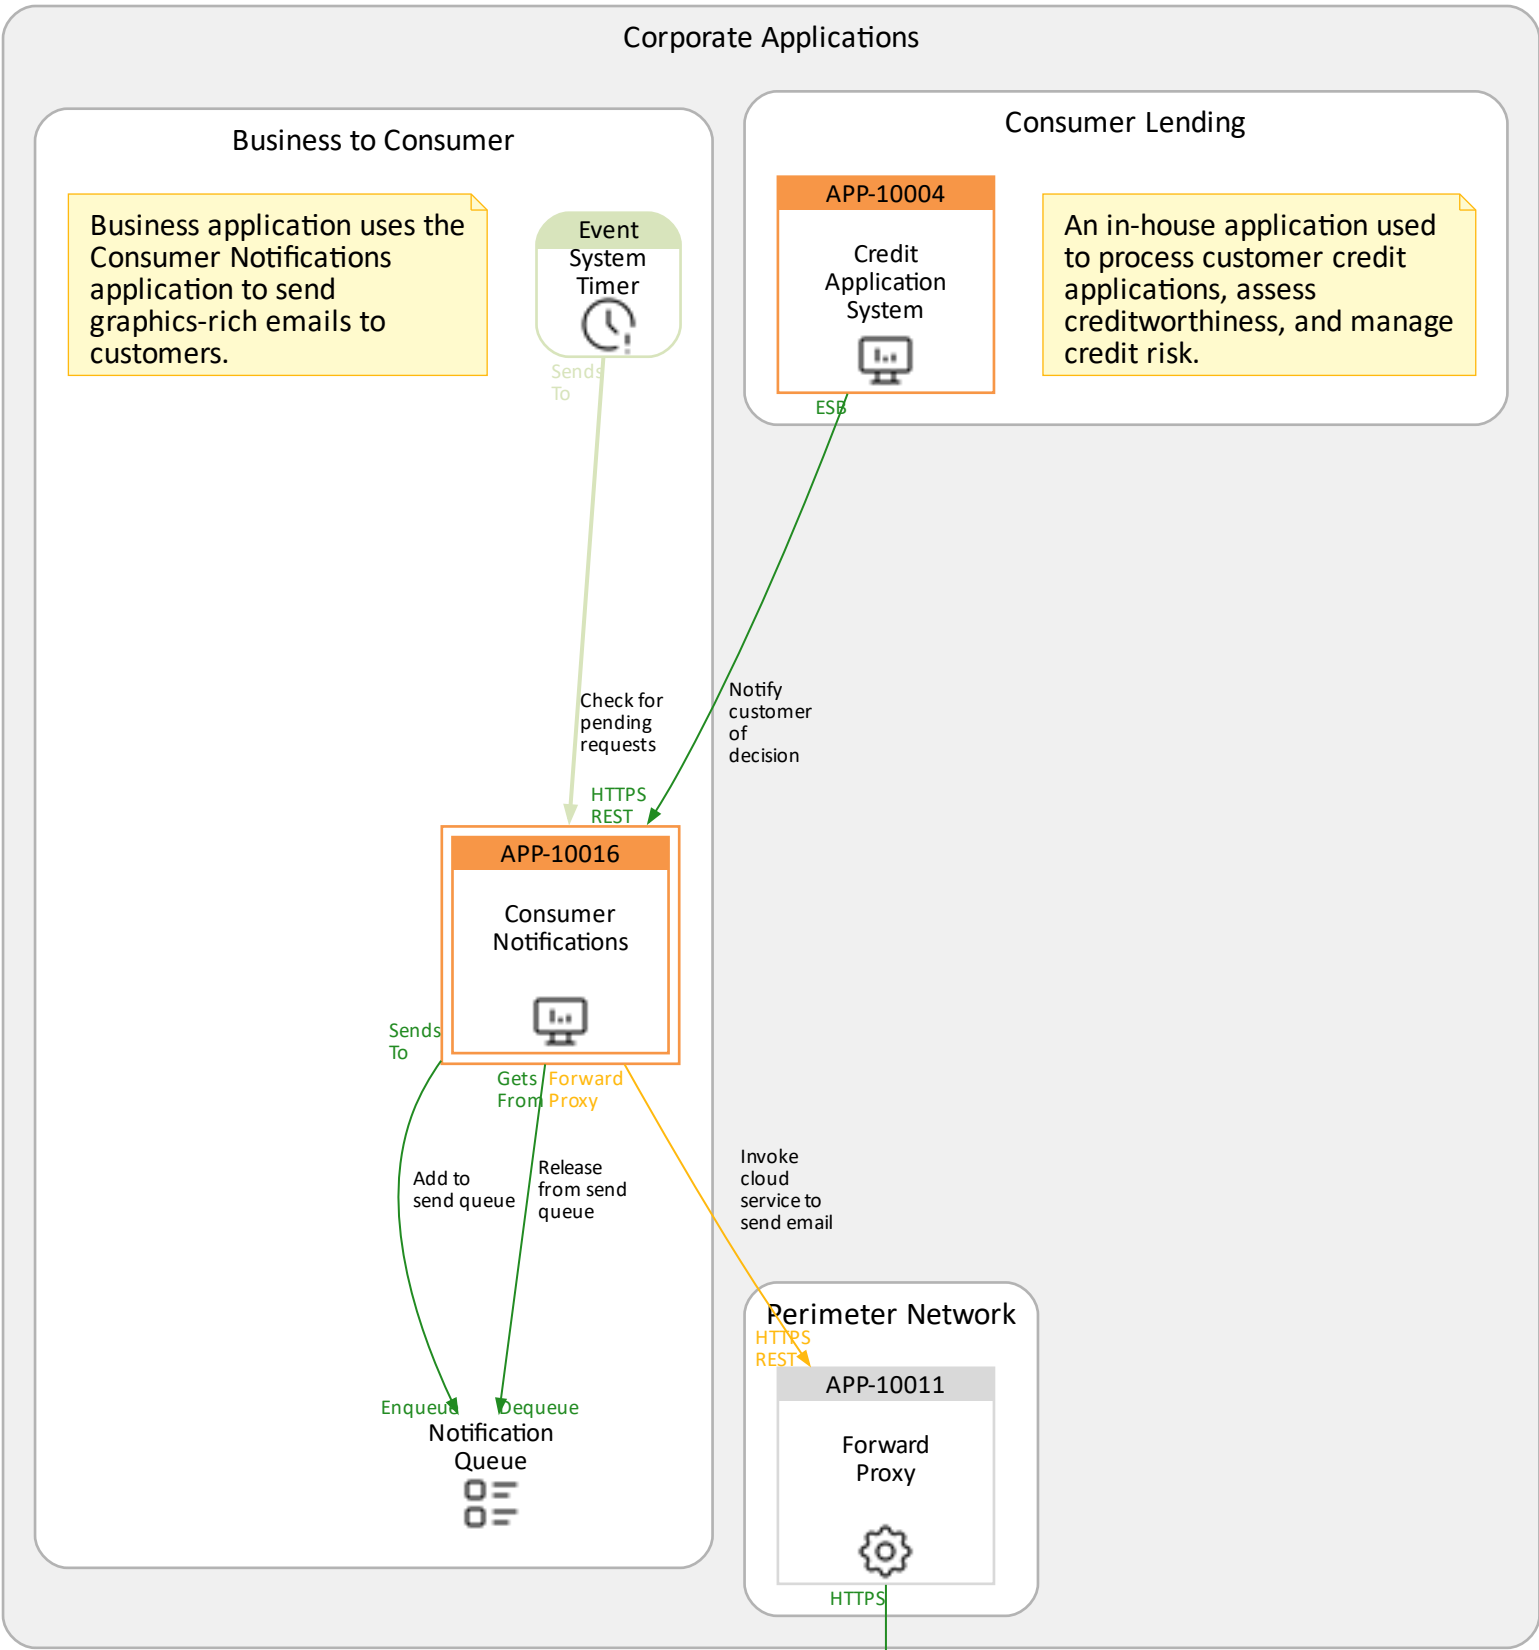 Corporate Applications
Business to Consumer
Business application uses the
Consumer Notifications
application to send
graphics-rich emails to
customers.
Event
System
Timer
Sends
To
Consumer Lending
APP-10004
Credit
Application
System
ESB
An in-house application used
to process customer credit
applications, assess
creditworthiness, and manage
credit risk.
Check for
pending
requests
Notify
customer
of
decision
HTTPS
REST
APP-10016
Consumer
Notifications
Sends
To
Gets
From
Forward
Proxy
Add to
send queue
Release
from send
queue
Invoke
cloud
service to
send email
Enqueue
Dequeue
Notification
Queue
Perimeter Network
HTTPS
REST
APP-10011
Forward
Proxy
HTTPS